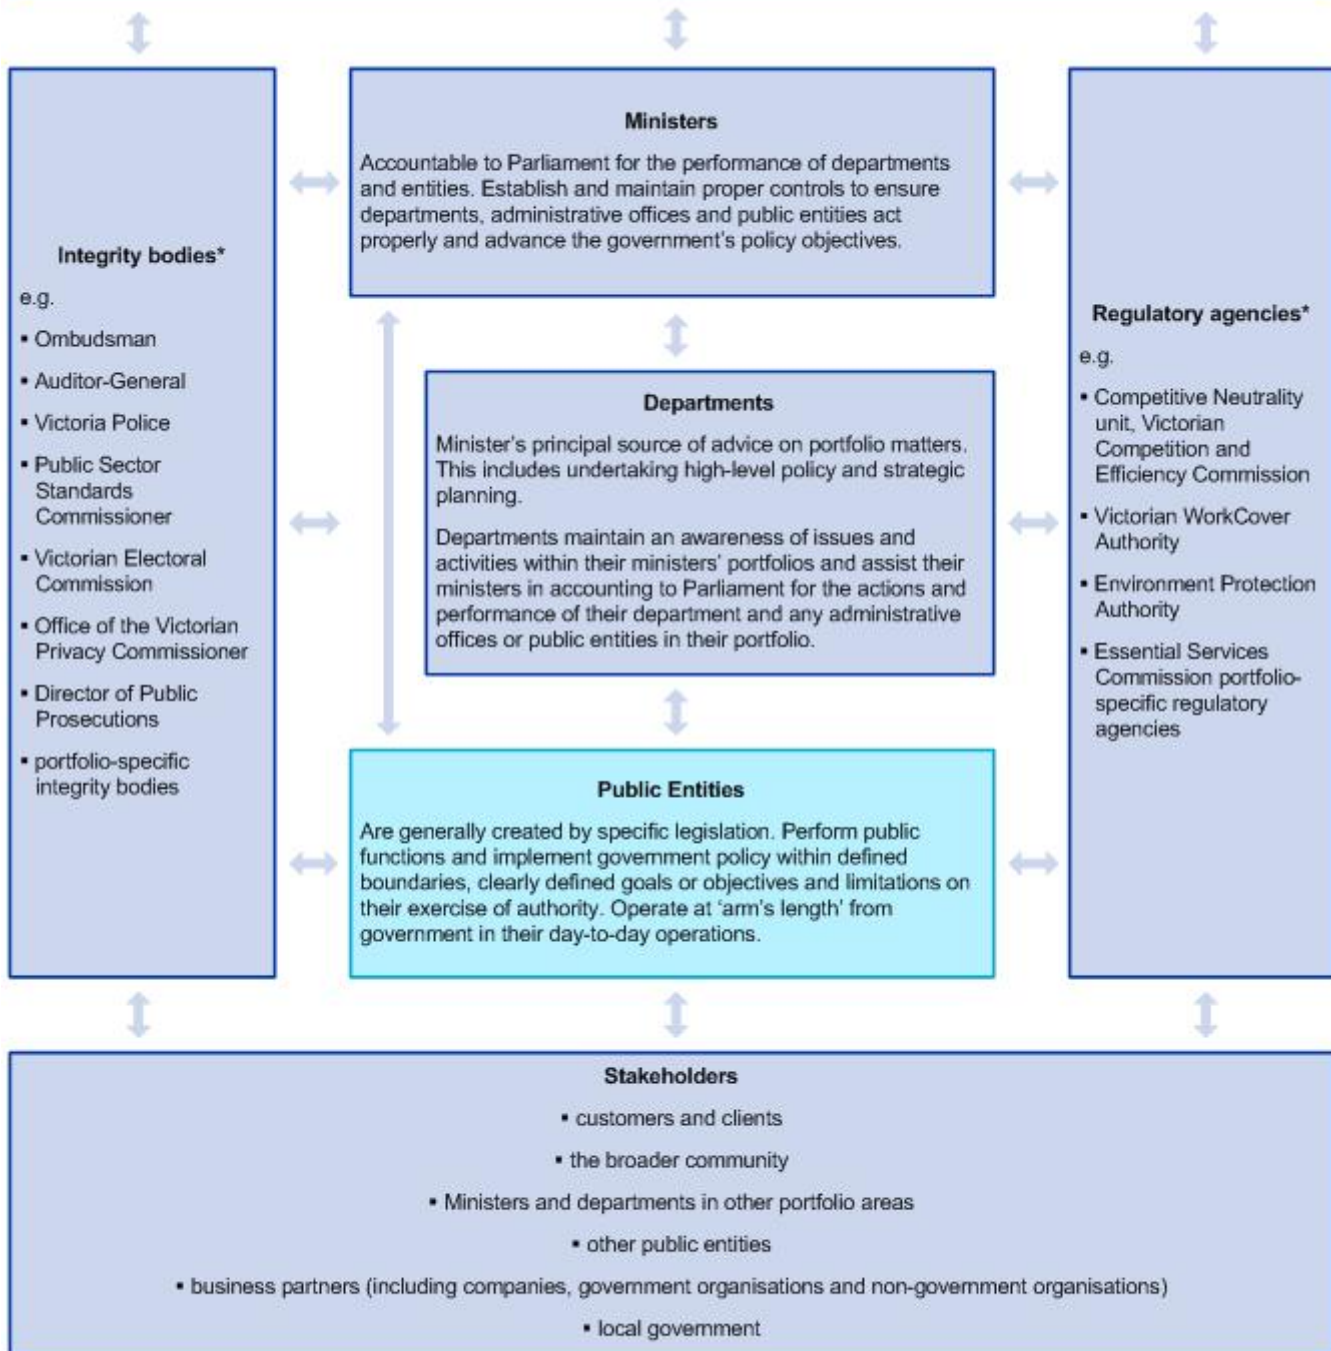 Ministers
Accountable to Parliament for the performance of departments
and entities. Establish and maintain proper controls to ensure
departments, administrative offices and public entities act
properly and advance the government's policy objectives.
Integrity bodies*
e.g.
▪ Ombudsman
▪ Auditor-General
▪ Victoria Police
▪ Public Sector
Standards
Commissioner
▪ Victorian Electoral
Commission
▪ Office of the Victorian
Privacy Commissioner
▪ Director of Public
Prosecutions
▪ portfolio-specific
integrity bodies
Departments
Minister's principal source of advice on portfolio matters.
This includes undertaking high-level policy and strategic
planning.
Departments maintain an awareness of issues and
activities within their ministers' portfolios and assist their
ministers in accounting to Parliament for the actions and
performance of their department and any administrative
offices or public entities in their portfolio.
Regulatory agencies*
e.g.
▪ Competitive Neutrality
unit, Victorian
Competition and
Efficiency Commission
▪ Victorian WorkCover
Authority
▪ Environment Protection
Authority
▪ Essential Services
Commission portfolio-
specific regulatory
agencies
Public Entities
Are generally created by specific legislation. Perform public
functions and implement government policy within defined
boundaries, clearly defined goals or objectives and limitations on
their exercise of authority. Operate at 'arm's length' from
government in their day-to-day operations.
Stakeholders
▪ customers and clients
▪ the broader community
▪ Ministers and departments in other portfolio areas
▪ other public entities
▪ business partners (including companies, government organisations and non-government organisations)
▪ local government